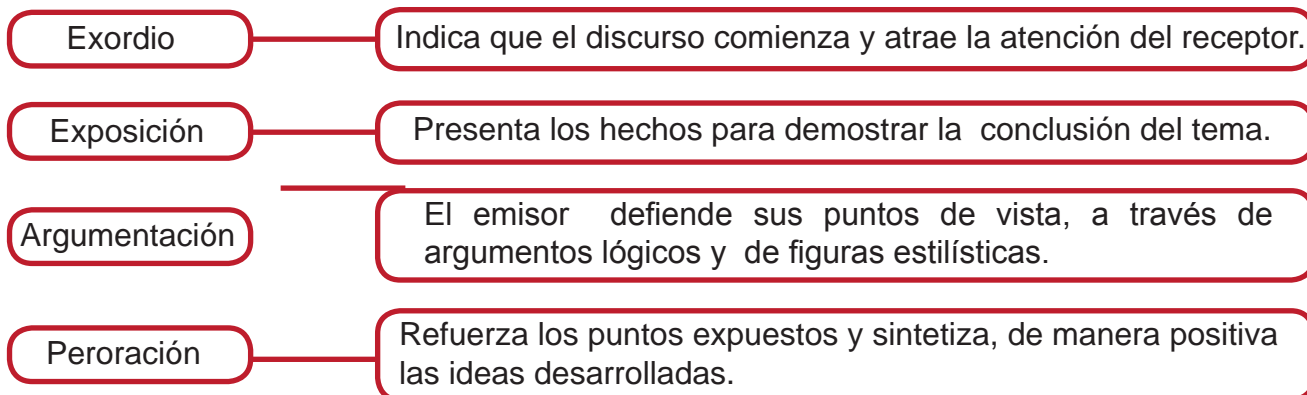 Exordio
Indica que el discurso comienza y atrae la atención del receptor.
Exposición
Presenta los hechos para demostrar la conclusión del tema.
Argumentación
El emisor defiende sus puntos de vista, a través de
argumentos lógicos y de figuras estilísticas.
Peroración
Refuerza los puntos expuestos y sintetiza, de manera positiva
las ideas desarrolladas.